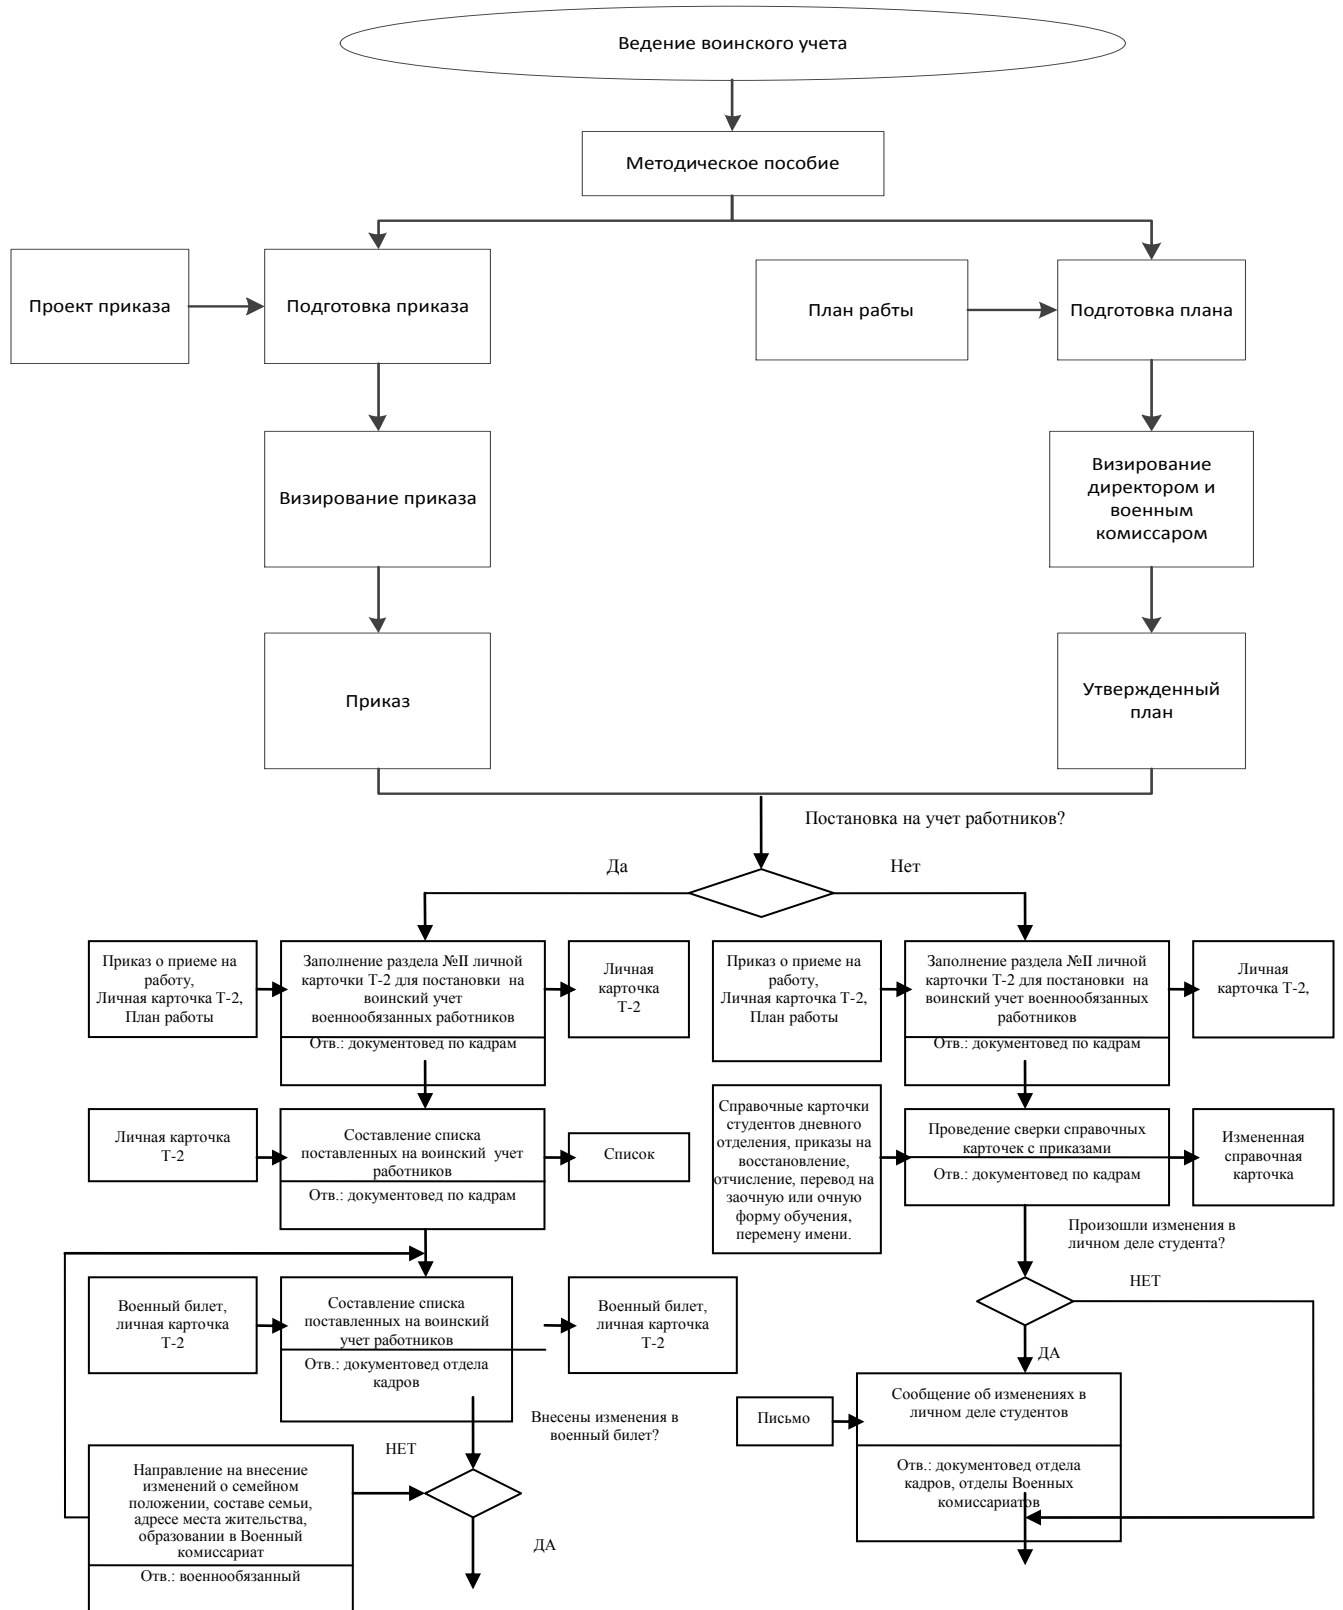 Ведение воинского учета
Методическое пособие
Проект приказа
Подготовка приказа
План рабты
Подготовка плана
Визирование приказа
Визирование
директором и
военным
комиссаром
Приказ
Утвержденный
план
Постановка на учет работников?
Да
Нет
Приказ о приеме на
работу,
Личная карточка Т-2,
План работы
Заполнение раздела №II личной
карточки Т-2 для постановки на
воинский учет
военнообязанных работников
Отв.: документовед по кадрам
Личная
карточка
Т-2
Приказ о приеме на
работу,
Личная карточка Т-2,
План работы
Заполнение раздела №II личной
карточки Т-2 для постановки на
воинский учет военнообязанных
работников
Отв.: документовед по кадрам
Личная
карточка Т-2,
Личная карточка
Т-2
Составление списка
поставленных на воинский учет
работников
Отв.: документовед по кадрам
Список
Справочные карточки
студентов дневного
отделения, приказы на
восстановление,
отчисление, перевод на
заочную или очную
форму обучения,
перемену имени.
Проведение сверки справочных
карточек с приказами
Отв.: документовед по кадрам
Измененная
справочная
карточка
Произошли изменения в
личном деле студента?
НЕТ
ДА
Военный билет,
личная карточка
Т-2
Составление списка
поставленных на воинский
учет работников
Отв.: документовед отдела
кадров
Военный билет,
личная карточка
Т-2
Внесены изменения в
военный билет?
НЕТ
ДА
Письмо
Сообщение об изменениях в
личном деле студентов
Отв.: документовед отдела
кадров, отделы Военных
комиссариатов
Направление на внесение
изменений о семейном
положении, составе семьи,
адресе места жительства,
образовании в Военный
комиссариат
Отв.: военнообязанный